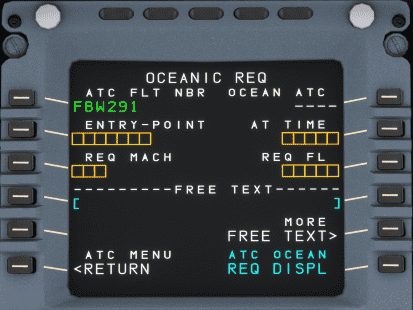 OCEANIC REQ
ATC FLT NBR OCEAN ATC
FBW291 ----
ENTRY-POINT AT TIME
REQ MACH REQ FL
---------FREE TEXT---------
[ ]
MORE
FREE TEXT>
ATC MENU ATC OCEAN
<RETURN REQ DISPL